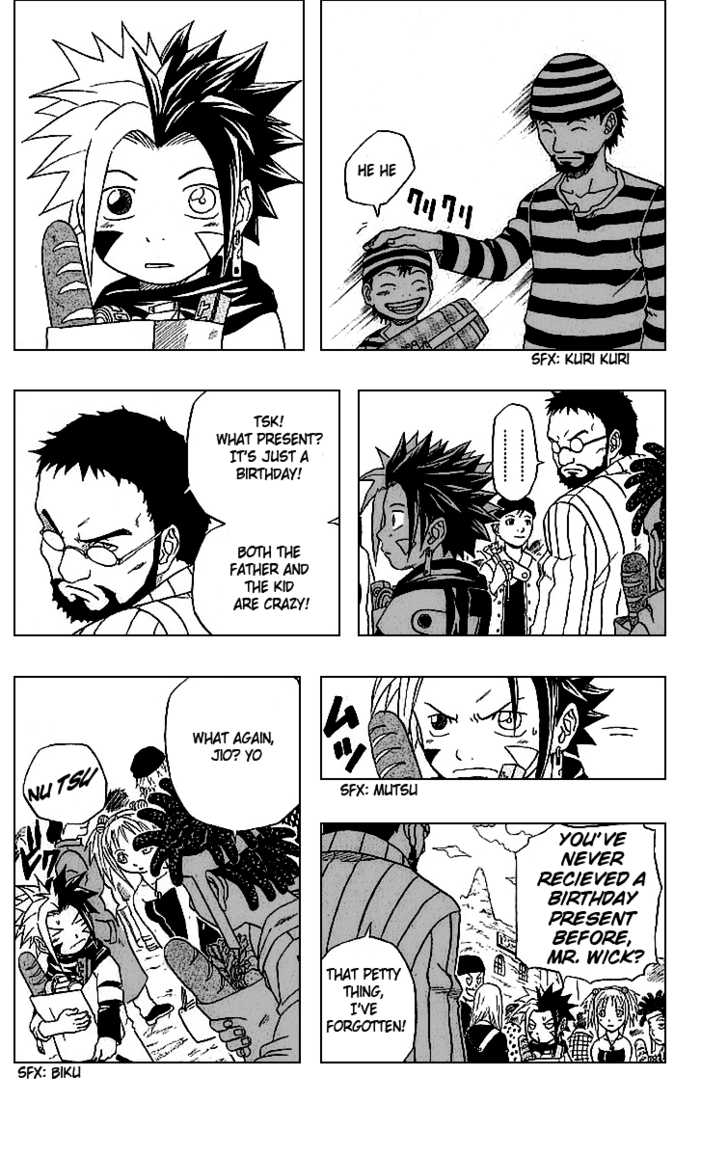 HE HE
クリクリ
SFX: KURI KURI
TSK!
WHAT PRESENT?
IT'S JUST A
BIRTHDAY!
BOTH THE
FATHER AND
THE KID
ARE CRAZY!
ムッ
SFX: MUTSU
YOU'VE
NEVER
RECIEVED A
BIRTHDAY
PRESENT
BEFORE,
MR. WICK?
THAT PETTY
THING,
I'VE
FORGOTTEN!
WHAT AGAIN,
JIO? YO
NU TSU
ビク
SFX: BIKU